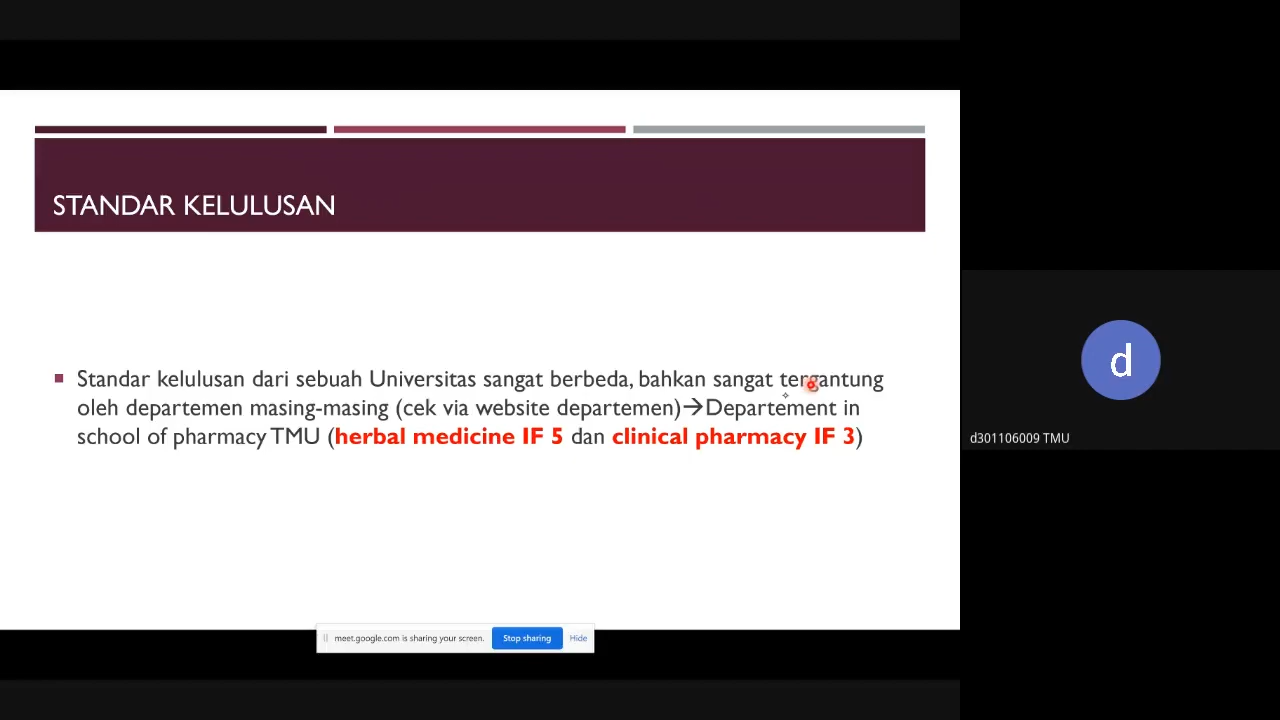 STANDAR KELULUSAN
Standar kelulusan dari sebuah Universitas sangat berbeda, bahkan sangat tergantung
oleh departemen masing-masing (cek via website departemen)→Departement in
school of pharmacy TMU (herbal medicine IF 5 dan clinical pharmacy IF 3)
d
d301106009 TMU
meet.google.com is sharing your screen.
Stop sharing
Hide